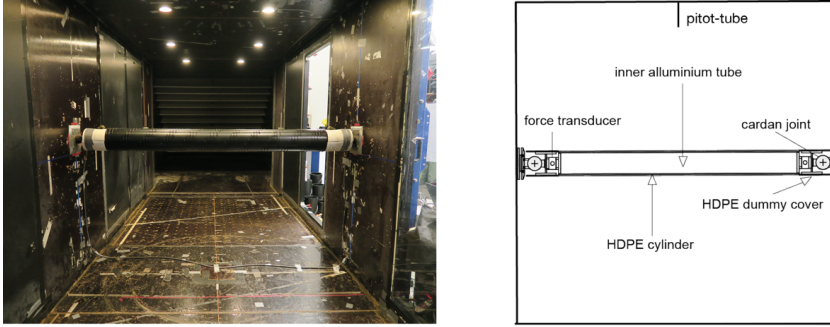 pitot-tube
inner alluminium tube
force transducer
cardan joint
HDPE dummy cover
HDPE cylinder